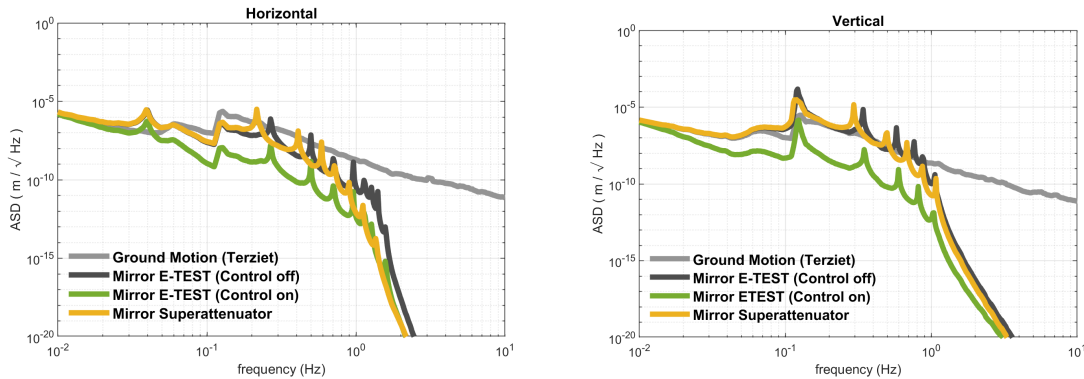 Horizontal
10^0
10^-5
10^-10
10^-15
10^-20
ASD ( m / √ Hz )
Ground Motion (Terziet)
Mirror E-TEST (Control off)
Mirror E-TEST (Control on)
Mirror Superattenuator
10^-2
10^-1
10^0
10^1
frequency (Hz)
Vertical
10^0
10^-5
10^-10
10^-15
10^-20
ASD ( m / √ Hz )
Ground Motion (Terziet)
Mirror E-TEST (Control off)
Mirror ETEST (Control on)
Mirror Superattenuator
10^-2
10^-1
10^0
10^1
frequency (Hz)